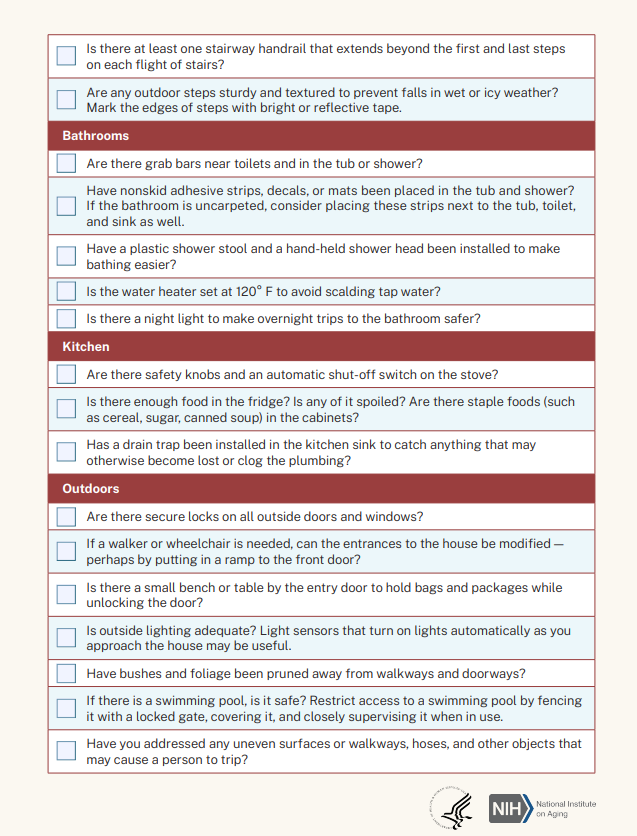 Is there at least one stairway handrail that extends beyond the first and last steps
on each flight of stairs?
Are any outdoor steps sturdy and textured to prevent falls in wet or icy weather?
Mark the edges of steps with bright or reflective tape.
Bathrooms
Are there grab bars near toilets and in the tub or shower?
Have nonskid adhesive strips, decals, or mats been placed in the tub and shower?
If the bathroom is uncarpeted, consider placing these strips next to the tub, toilet,
and sink as well.
Have a plastic shower stool and a hand-held shower head been installed to make
bathing easier?
Is the water heater set at 120° F to avoid scalding tap water?
Is there a night light to make overnight trips to the bathroom safer?
Kitchen
Are there safety knobs and an automatic shut-off switch on the stove?
Is there enough food in the fridge? Is any of it spoiled? Are there staple foods (such
as cereal, sugar, canned soup) in the cabinets?
Has a drain trap been installed in the kitchen sink to catch anything that may
otherwise become lost or clog the plumbing?
Outdoors
Are there secure locks on all outside doors and windows?
If a walker or wheelchair is needed, can the entrances to the house be modified —
perhaps by putting in a ramp to the front door?
Is there a small bench or table by the entry door to hold bags and packages while
unlocking the door?
Is outside lighting adequate? Light sensors that turn on lights automatically as you
approach the house may be useful.
Have bushes and foliage been pruned away from walkways and doorways?
If there is a swimming pool, is it safe? Restrict access to a swimming pool by fencing
it with a locked gate, covering it, and closely supervising it when in use.
Have you addressed any uneven surfaces or walkways, hoses, and other objects that
may cause a person to trip?
NIH National Institute
on Aging